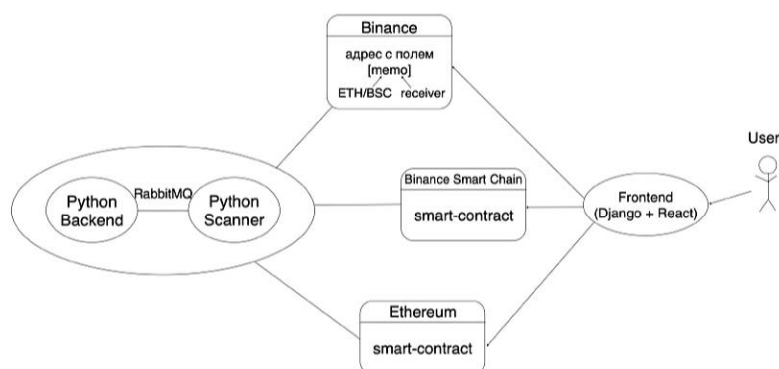 Binance
адрес с полем
[memo]
ETH/BSC receiver
User
RabbitMQ
Python
Backend
Python
Scanner
Binance Smart Chain
smart-contract
Frontend
(Django + React)
Ethereum
smart-contract